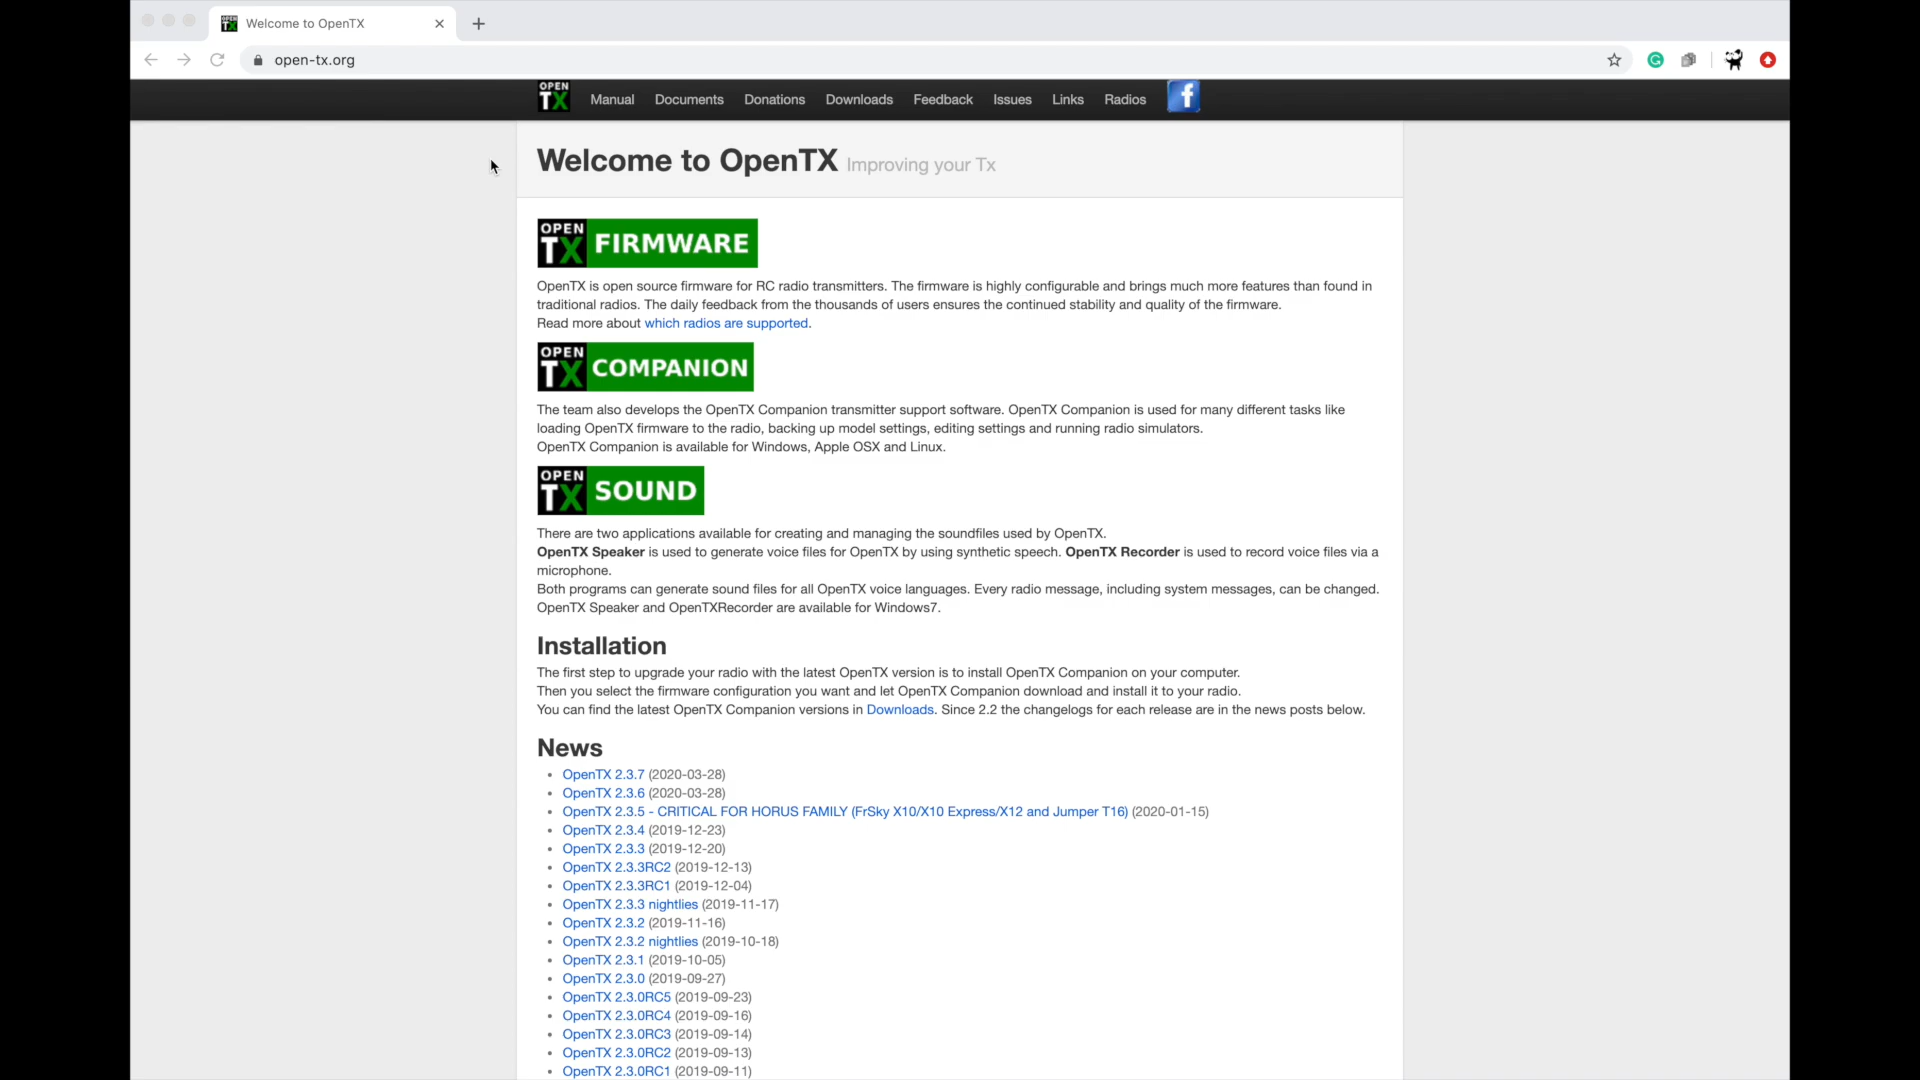 OPEN TX Welcome to OpenTX
open-tx.org
OPEN TX Manual Documents Donations Downloads Feedback Issues Links Radios f
Welcome to OpenTX Improving your Tx
OPEN TX FIRMWARE
OpenTX is open source firmware for RC radio transmitters. The firmware is highly configurable and brings much more features than found in
traditional radios. The daily feedback from the thousands of users ensures the continued stability and quality of the firmware.
Read more about which radios are supported.
OPEN TX COMPANION
The team also develops the OpenTX Companion transmitter support software. OpenTX Companion is used for many different tasks like
loading OpenTX firmware to the radio, backing up model settings, editing settings and running radio simulators.
OpenTX Companion is available for Windows, Apple OSX and Linux.
OPEN TX SOUND
There are two applications available for creating and managing the soundfiles used by OpenTX.
OpenTX Speaker is used to generate voice files for OpenTX by using synthetic speech. OpenTX Recorder is used to record voice files via a
microphone.
Both programs can generate sound files for all OpenTX voice languages. Every radio message, including system messages, can be changed.
OpenTX Speaker and OpenTXRecorder are available for Windows7.
Installation
The first step to upgrade your radio with the latest OpenTX version is to install OpenTX Companion on your computer.
Then you select the firmware configuration you want and let OpenTX Companion download and install it to your radio.
You can find the latest OpenTX Companion versions in Downloads. Since 2.2 the changelogs for each release are in the news posts below.
News
• OpenTX 2.3.7 (2020-03-28)
• OpenTX 2.3.6 (2020-03-28)
• OpenTX 2.3.5 - CRITICAL FOR HORUS FAMILY (FrSky X10/X10 Express/X12 and Jumper T16) (2020-01-15)
• OpenTX 2.3.4 (2019-12-23)
• OpenTX 2.3.3 (2019-12-20)
• OpenTX 2.3.3RC2 (2019-12-13)
• OpenTX 2.3.3RC1 (2019-12-04)
• OpenTX 2.3.3 nightlies (2019-11-17)
• OpenTX 2.3.2 (2019-11-16)
• OpenTX 2.3.2 nightlies (2019-10-18)
• OpenTX 2.3.1 (2019-10-05)
• OpenTX 2.3.0 (2019-09-27)
• OpenTX 2.3.0RC5 (2019-09-23)
• OpenTX 2.3.0RC4 (2019-09-16)
• OpenTX 2.3.0RC3 (2019-09-14)
• OpenTX 2.3.0RC2 (2019-09-13)
• OpenTX 2.3.0RC1 (2019-09-11)